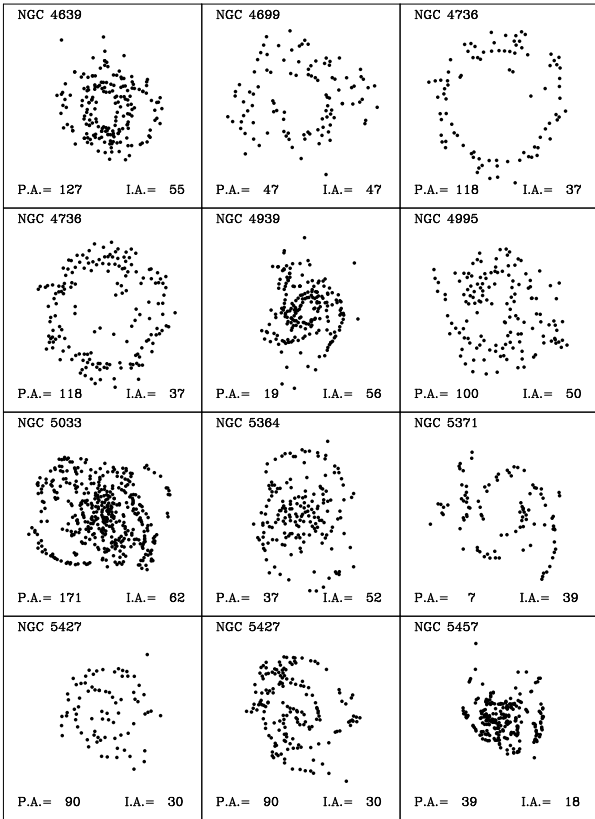 NGC 4639
P.A.= 127 I.A.= 55
NGC 4699
P.A.= 47 I.A.= 47
NGC 4736
P.A.= 118 I.A.= 37
NGC 4736
P.A.= 118 I.A.= 37
NGC 4939
P.A.= 19 I.A.= 56
NGC 4995
P.A.= 100 I.A.= 50
NGC 5033
P.A.= 171 I.A.= 62
NGC 5364
P.A.= 37 I.A.= 52
NGC 5371
P.A.= 7 I.A.= 39
NGC 5427
P.A.= 90 I.A.= 30
NGC 5427
P.A.= 90 I.A.= 30
NGC 5457
P.A.= 39 I.A.= 18